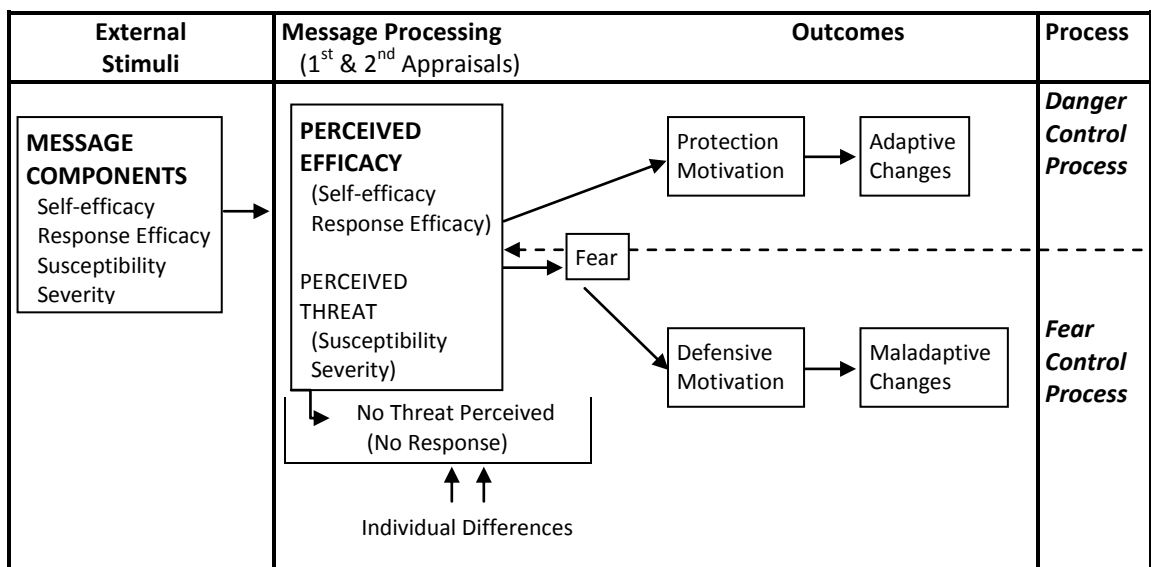 External
Stimuli
Message Processing
(1st & 2nd Appraisals)
Outcomes
Process
MESSAGE
COMPONENTS
Self-efficacy
Response Efficacy
Susceptibility
Severity
PERCEIVED
EFFICACY
(Self-efficacy
Response Efficacy)
PERCEIVED
THREAT
(Susceptibility
Severity)
No Threat Perceived
(No Response)
Individual Differences
Fear
Protection
Motivation
Adaptive
Changes
Defensive
Motivation
Maladaptive
Changes
Danger
Control
Process
Fear
Control
Process